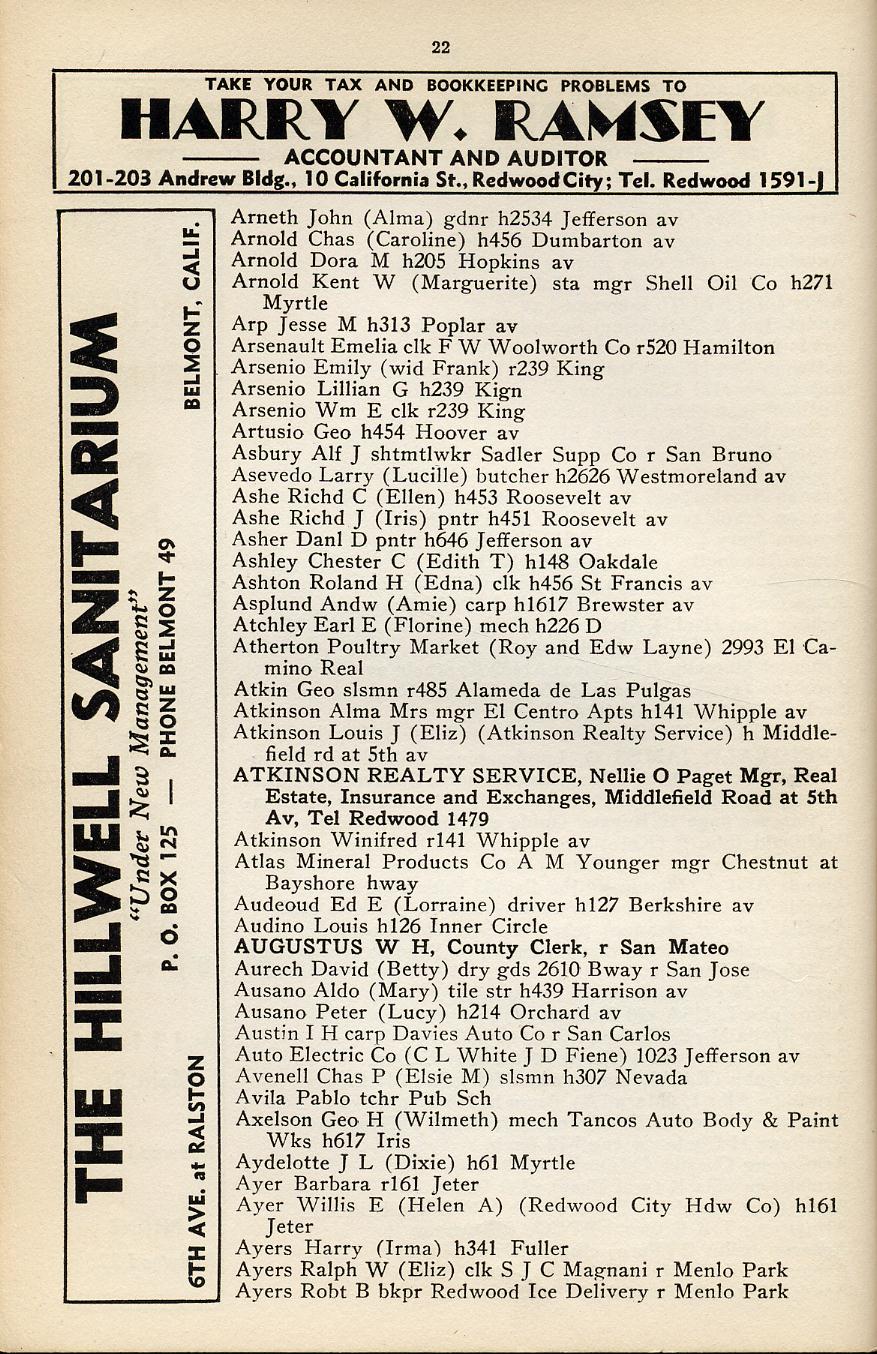 22
TAKE YOUR TAX AND BOOKKEEPING PROBLEMS TO
HARRY W. RAMSEY
ACCOUNTANT AND AUDITOR
201-203 Andrew Bldg., 10 California St., Redwood City; Tel. Redwood 1591-J
THE HILLWELL SANITARIUM
"Under New Management"
P. O. BOX 125 — PHONE BELMONT 49
6TH AVE. at RALSTON BELMONT, CALIF.
Arneth John (Alma) gdnr h2534 Jefferson av
Arnold Chas (Caroline) h456 Dumbarton av
Arnold Dora M h205 Hopkins av
Arnold Kent W (Marguerite) sta mgr Shell Oil Co h271
Myrtle
Arp Jesse M h313 Poplar av
Arsenault Emelia clk F W Woolworth Co r520 Hamilton
Arsenio Emily (wid Frank) r239 King
Arsenio Lillian G h239 Kign
Arsenio Wm E clk r239 King
Artusio Geo h454 Hoover av
Asbury Alf J shtmtlwkr Sadler Supp Co r San Bruno
Asevedo Larry (Lucille) butcher h2626 Westmoreland av
Ashe Richd C (Ellen) h453 Roosevelt av
Ashe Richd J (Iris) pntr h451 Roosevelt av
Asher Danl D pntr h646 Jefferson av
Ashley Chester C (Edith T) h148 Oakdale
Ashton Roland H (Edna) clk h456 St Francis av
Asplund Andw (Amie) carp h1617 Brewster av
Atchley Earl E (Florine) mech h226 D
Atherton Poultry Market (Roy and Edw Layne) 2993 El Ca-
mino Real
Atkin Geo slsmn r485 Alameda de Las Pulgas
Atkinson Alma Mrs mgr El Centro Apts h141 Whipple av
Atkinson Louis J (Eliz) (Atkinson Realty Service) h Middle-
field rd at 5th av
ATKINSON REALTY SERVICE, Nellie O Paget Mgr, Real
Estate, Insurance and Exchanges, Middlefield Road at 5th
Av, Tel Redwood 1479
Atkinson Winifred r141 Whipple av
Atlas Mineral Products Co A M Younger mgr Chestnut at
Bayshore hway
Audeoud Ed E (Lorraine) driver h127 Berkshire av
Audino Louis h126 Inner Circle
AUGUSTUS W H, County Clerk, r San Mateo
Aurech David (Betty) dry gds 2610 Bway r San Jose
Ausano Aldo (Mary) tile str h439 Harrison av
Ausano Peter (Lucy) h214 Orchard av
Austin I H carp Davies Auto Co r San Carlos
Auto Electric Co (C L White J D Fiene) 1023 Jefferson av
Avenell Chas P (Elsie M) slsmn h307 Nevada
Avila Pablo tchr Pub Sch
Axelson Geo H (Wilmeth) mech Tancos Auto Body & Paint
Wks h617 Iris
Aydelotte J L (Dixie) h61 Myrtle
Ayer Barbara r161 Jeter
Ayer Willis E (Helen A) (Redwood City Hdw Co) h161
Jeter
Ayers Harry (Irma) h341 Fuller
Ayers Ralph W (Eliz) clk S J C Magnani r Menlo Park
Ayers Robt B bkpr Redwood Ice Delivery r Menlo Park